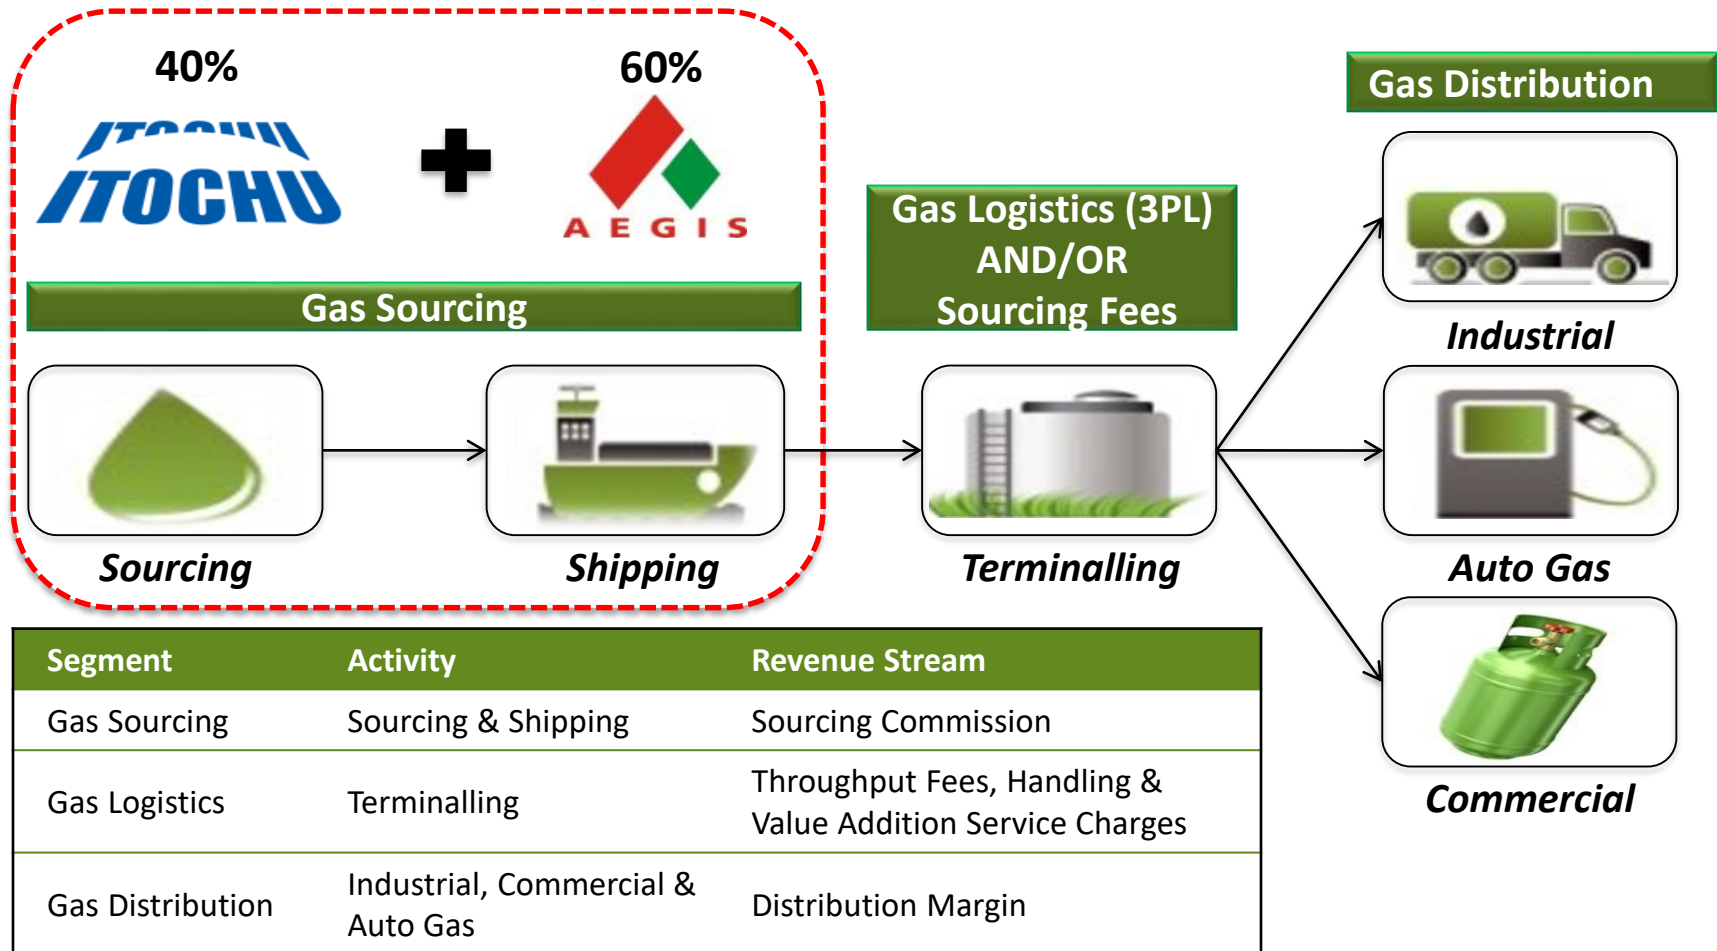 40%
60%
ITOCHU
ITOCHU
AEGIS
Gas Sourcing
Sourcing
Shipping
Gas Logistics (3PL)
AND/OR
Sourcing Fees
Terminalling
Gas Distribution
Industrial
Auto Gas
Commercial
Segment Activity Revenue Stream
Gas Sourcing Sourcing & Shipping Sourcing Commission
Gas Logistics Terminalling Throughput Fees, Handling &
Value Addition Service Charges
Gas Distribution Industrial, Commercial &
Auto Gas Distribution Margin